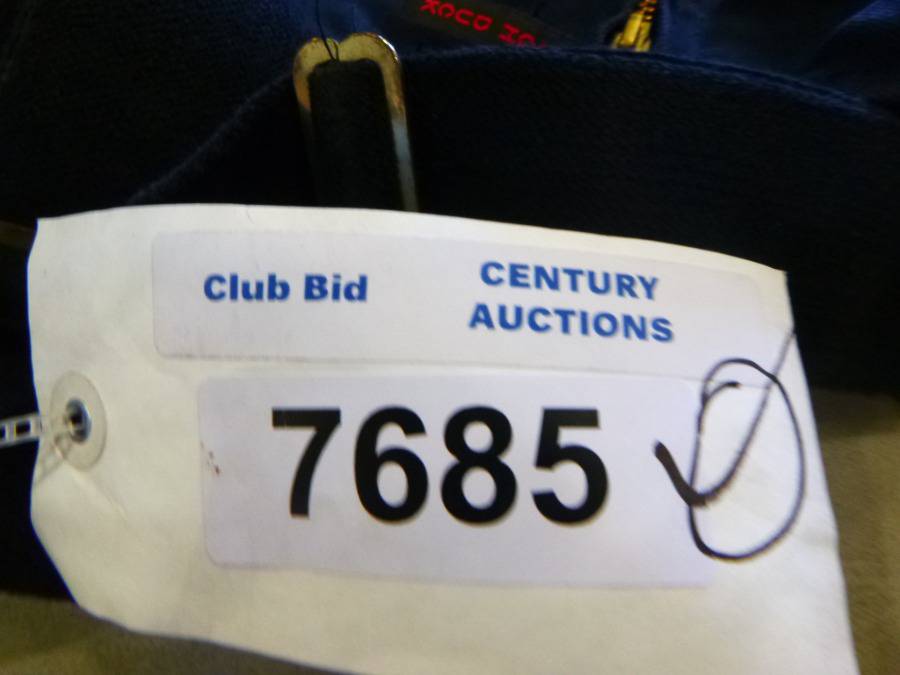 Club Bid
CENTURY
AUCTIONS
7685